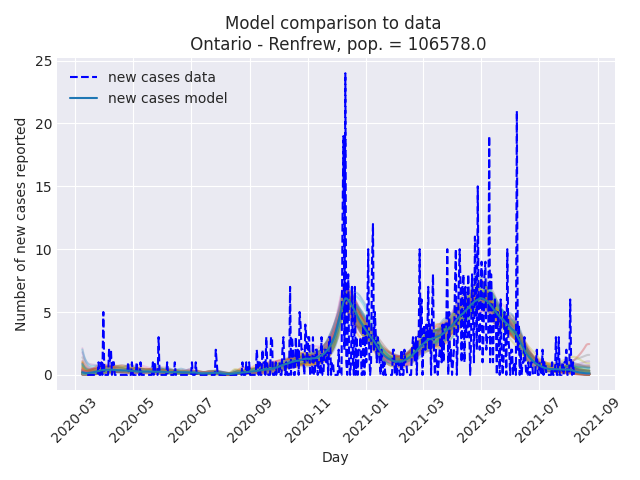 Model comparison to data
Ontario - Renfrew, pop. = 106578.0
new cases data
new cases model
Number of new cases reported
25
20
15
10
5
0
2020-03
2020-05
2020-07
2020-09
2020-11
2021-01
2021-03
2021-05
2021-07
2021-09
Day